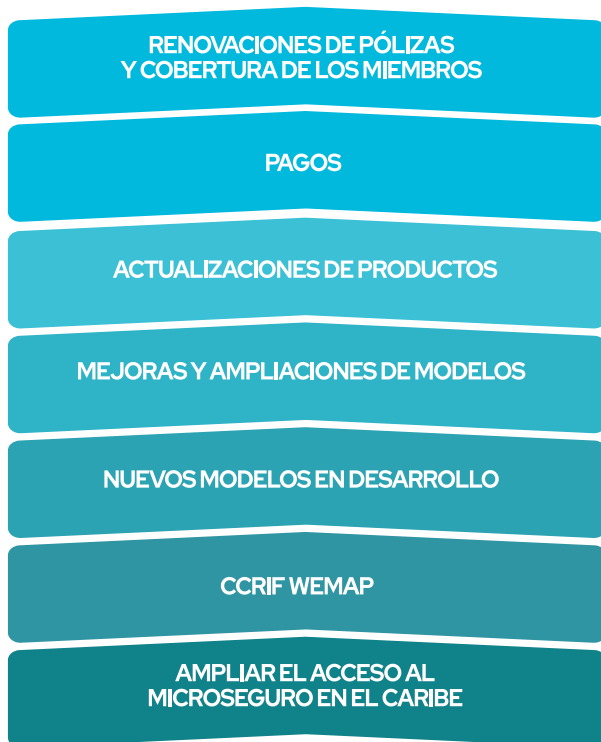 RENOVACIONES DE PÓLIZAS
Y COBERTURA DE LOS MIEMBROS
PAGOS
ACTUALIZACIONES DE PRODUCTOS
MEJORAS Y AMPLIACIONES DE MODELOS
NUEVOS MODELOS EN DESARROLLO
CCRIF WEMAP
AMPLIAR EL ACCESO AL
MICROSEGURO EN EL CARIBE